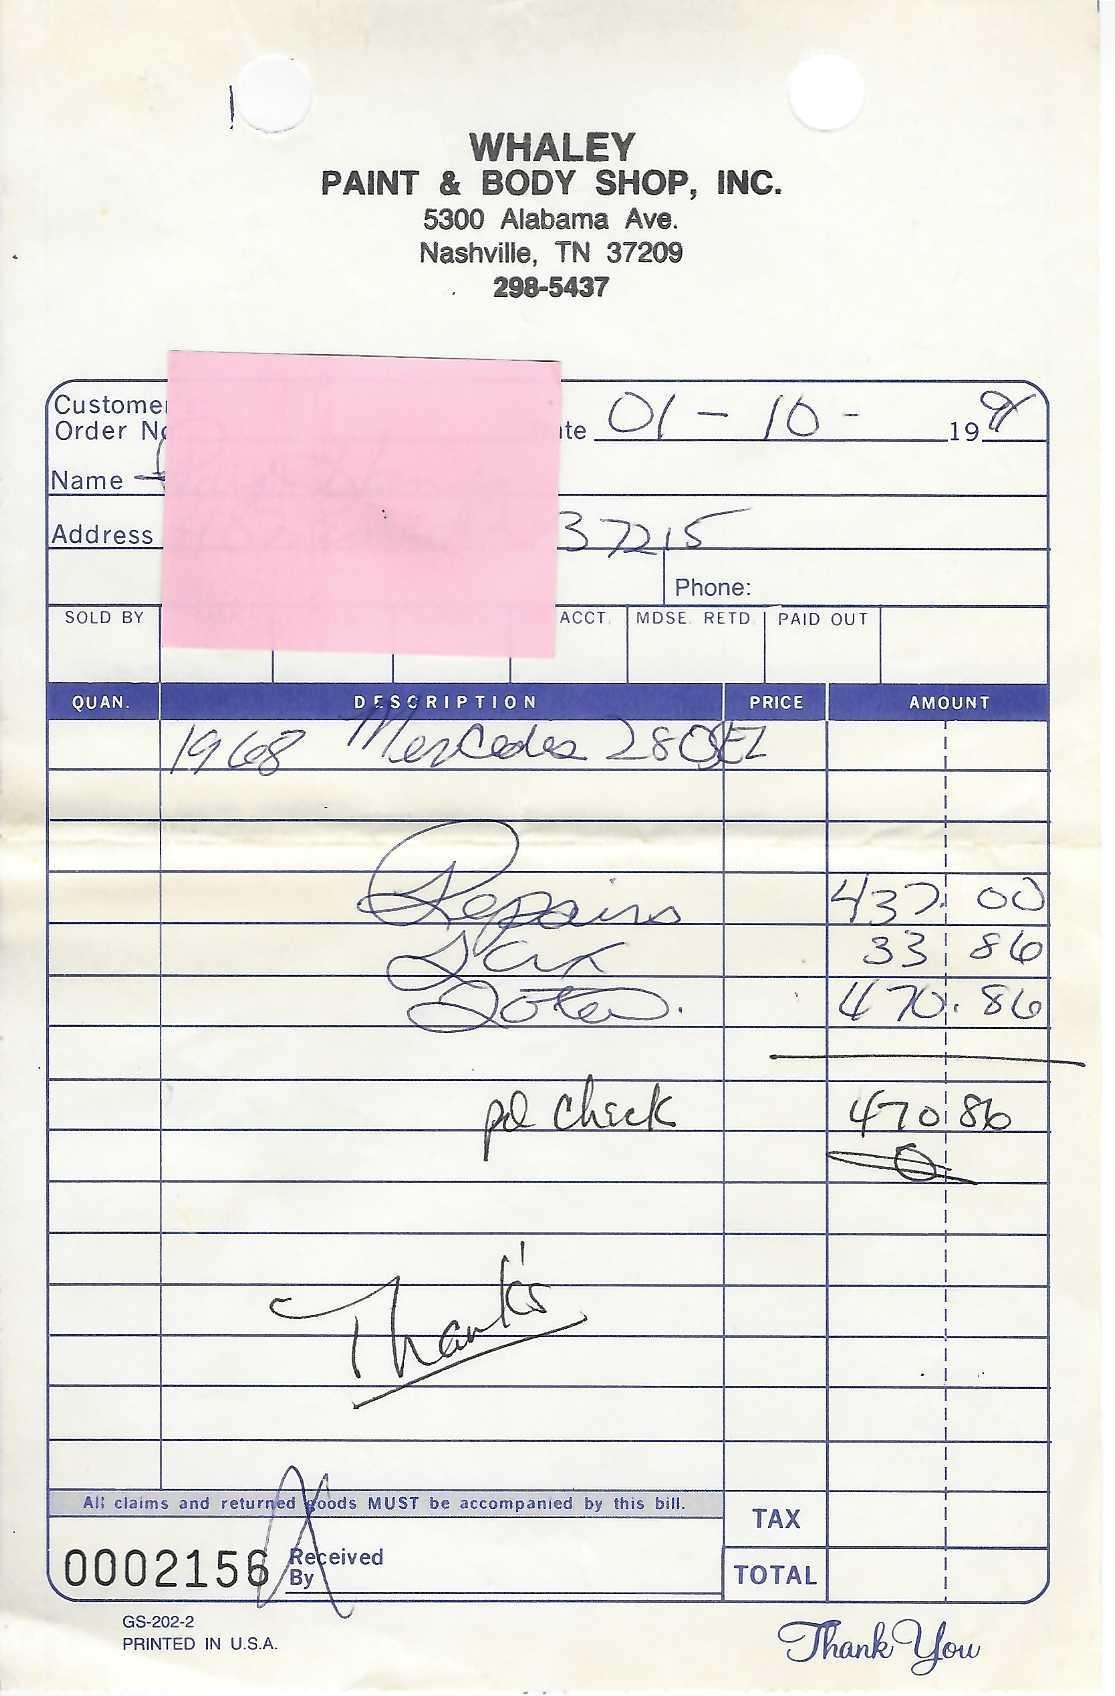 WHALEY
PAINT & BODY SHOP, INC.
5300 Alabama Ave.
Nashville, TN 37209
298-5437
Customer
Order No
ate 01-10- 199
Name
Address 37215
Phone:
SOLD BY ACCT. MDSE. RETD. PAID OUT
QUAN. DESCRIPTION PRICE AMOUNT
1968 Mercedes 280SEL
Repairs 437.00
Tax 33 86
Total. 470.86
pd check 470 86
0
Thank's
All claims and returned goods MUST be accompanied by this bill.
TAX
0002156 Received
By
TOTAL
GS-202-2
PRINTED IN U.S.A.
Thank You